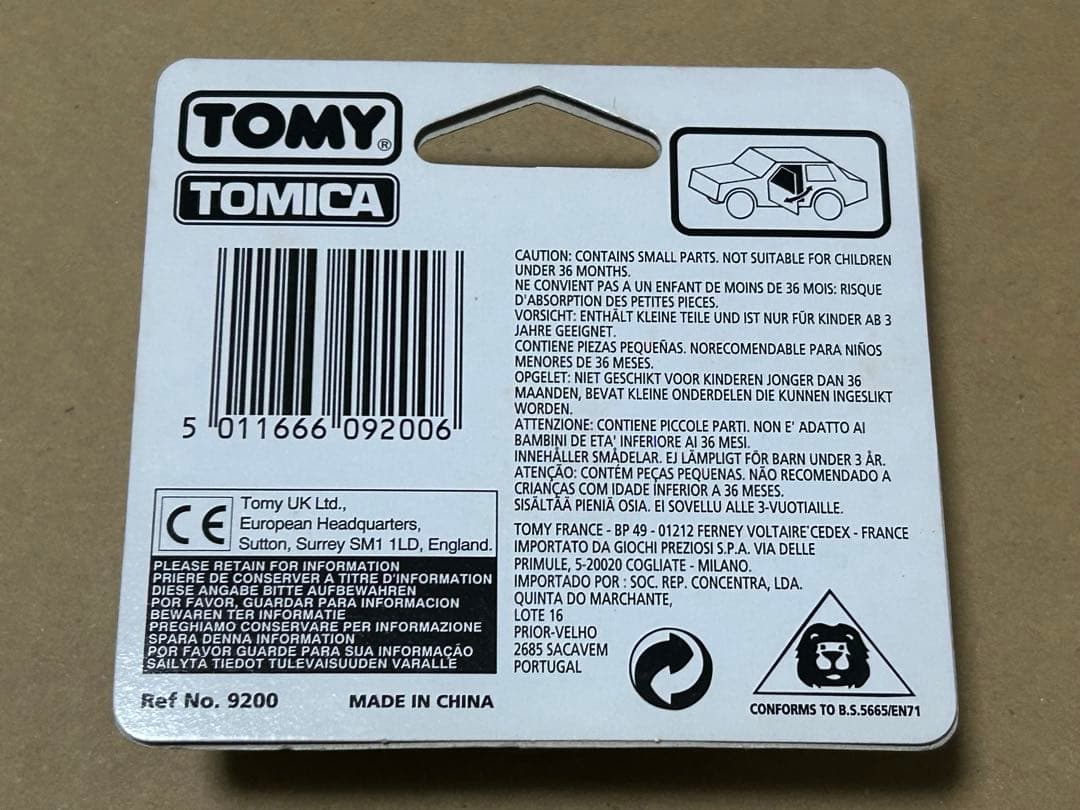 TOMY®
TOMICA
5 011666 092006
CAUTION: CONTAINS SMALL PARTS. NOT SUITABLE FOR CHILDREN
UNDER 36 MONTHS.
NE CONVIENT PAS A UN ENFANT DE MOINS DE 36 MOIS: RISQUE
D'ABSORPTION DES PETITES PIECES.
VORSICHT: ENTHÄLT KLEINE TEILE UND IST NUR FÜR KINDER AB 3
JAHRE GEEIGNET.
CONTIENE PIEZAS PEQUEÑAS. NORECOMENDABLE PARA NIÑOS
MENORES DE 36 MESES.
OPGELET: NIET GESCHIKT VOOR KINDEREN JONGER DAN 36
MAANDEN, BEVAT KLEINE ONDERDELEN DIE KUNNEN INGESLIKT
WORDEN.
ATTENZIONE: CONTIENE PICCOLE PARTI. NON E' ADATTO AI
BAMBINI DE ETA' INFERIORE AI 36 MESI.
INNEHÅLLER SMÅDELAR. EJ LÄMPLIGT FÖR BARN UNDER 3 ÅR.
ATENÇÃO: CONTÉM PEÇAS PEQUENAS. NÃO RECOMENDADO A
CRIANÇAS COM IDADE INFERIOR A 36 MESES.
SISÄLTÄÄ PIENIÄ OSIA. EI SOVELLU ALLE 3-VUOTIAILLE.
TOMY FRANCE - BP 49 - 01212 FERNEY VOLTAIRE'CEDEX - FRANCE
IMPORTATO DA GIOCHI PREZIOSI S.P.A. VIA DELLE
PRIMULE, 5-20020 COGLIATE - MILANO.
IMPORTADO POR : SOC. REP. CONCENTRA, LDA.
QUINTA DO MARCHANTE,
LOTE 16
PRIOR-VELHO
2685 SACAVEM
PORTUGAL
CE
Tomy UK Ltd.,
European Headquarters,
Sutton, Surrey SM1 1LD, England.
PLEASE RETAIN FOR INFORMATION
PRIERE DE CONSERVER A TITRE D'INFORMATION
DIESE ANGABE BITTE AUFBEWAHREN
POR FAVOR, GUARDAR PARA INFORMACION
BEWAREN TER INFORMATIE
PREGHIAMO CONSERVARE PER INFORMAZIONE
SPARA DENNA INFORMATION
POR FAVOR GUARDE PARA SUA INFORMAÇÃO
SÄILYTÄ TIEDOT TULEVAISUUDEN VARALLE
Ref No. 9200
MADE IN CHINA
CONFORMS TO B.S.5665/EN71